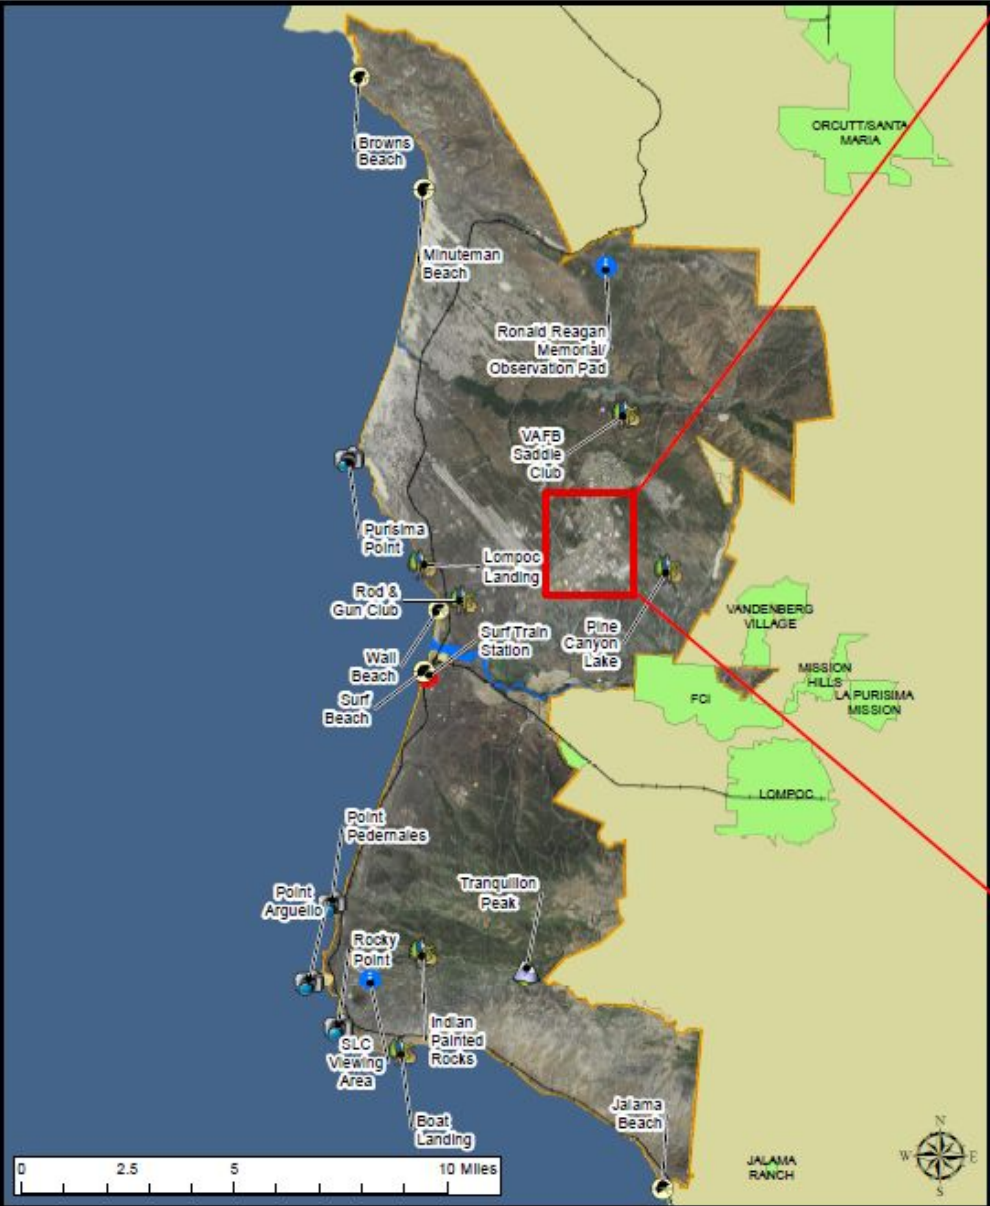 ORCUTT/SANTA
MARIA
Browns
Beach
Minuteman
Beach
Ronald Reagan
Memorial/
Observation Pad
VAFB
Saddle
Club
Purisima
Point
Lompoc
Landing
Rod &
Gun Club
Surf Train
Station
Pine
Canyon
Lake
VANDENBERG
VILLAGE
Wall
Beach
MISSION
HILLS
LA PURISIMA
MISSION
FCI
Surf
Beach
LOMPOC
Point
Pedernales
Tranquillon
Peak
Point
Arguello
Rocky
Point
Indian
Painted
Rocks
SLC
Viewing
Area
Boat
Landing
Jalama
Beach
JALAMA
RANCH
N
W E
S
0 2.5 5 10 Miles